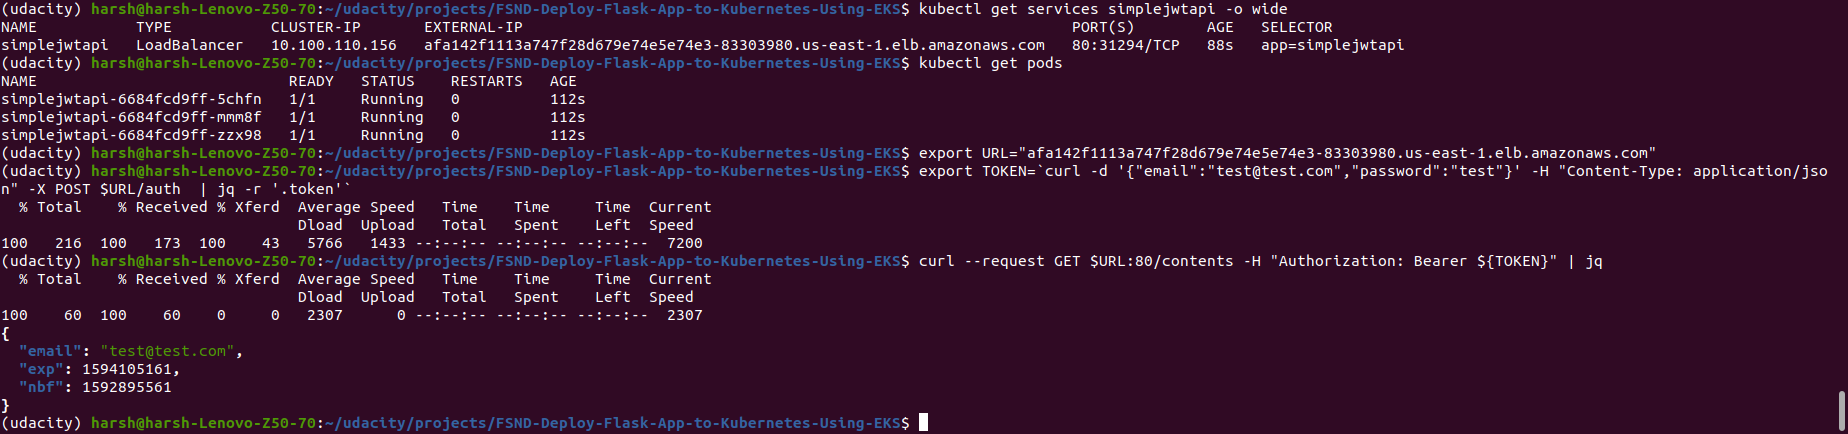 (udacity) harsh@harsh-Lenovo-Z50-70:~/udacity/projects/FSND-Deploy-Flask-App-to-Kubernetes-Using-EKS$ kubectl get services simplejwtapi -o wide
NAME           TYPE           CLUSTER-IP       EXTERNAL-IP                                                              PORT(S)        AGE   SELECTOR
simplejwtapi   LoadBalancer   10.100.110.156   afa142f1113a747f28d679e74e5e74e3-83303980.us-east-1.elb.amazonaws.com   80:31294/TCP   88s   app=simplejwtapi
(udacity) harsh@harsh-Lenovo-Z50-70:~/udacity/projects/FSND-Deploy-Flask-App-to-Kubernetes-Using-EKS$ kubectl get pods
NAME                            READY   STATUS    RESTARTS   AGE
simplejwtapi-6684fcd9ff-5chfn   1/1     Running   0          112s
simplejwtapi-6684fcd9ff-mmm8f   1/1     Running   0          112s
simplejwtapi-6684fcd9ff-zzx98   1/1     Running   0          112s
(udacity) harsh@harsh-Lenovo-Z50-70:~/udacity/projects/FSND-Deploy-Flask-App-to-Kubernetes-Using-EKS$ export URL="afa142f1113a747f28d679e74e5e74e3-83303980.us-east-1.elb.amazonaws.com"
(udacity) harsh@harsh-Lenovo-Z50-70:~/udacity/projects/FSND-Deploy-Flask-App-to-Kubernetes-Using-EKS$ export TOKEN=`curl -d '{"email":"test@test.com","password":"test"}' -H "Content-Type: application/jso
n" -X POST $URL/auth  | jq -r '.token'`
  % Total    % Received % Xferd  Average Speed   Time    Time     Time  Current
                                 Dload  Upload   Total   Spent    Left  Speed
100   216  100   173  100    43   5766   1433 --:--:-- --:--:-- --:--:--  7200
(udacity) harsh@harsh-Lenovo-Z50-70:~/udacity/projects/FSND-Deploy-Flask-App-to-Kubernetes-Using-EKS$ curl --request GET $URL:80/contents -H "Authorization: Bearer ${TOKEN}" | jq
  % Total    % Received % Xferd  Average Speed   Time    Time     Time  Current
                                 Dload  Upload   Total   Spent    Left  Speed
100    60  100    60    0     0   2307      0 --:--:-- --:--:-- --:--:--  2307
{
  "email": "test@test.com",
  "exp": 1594105161,
  "nbf": 1592895561
}
(udacity) harsh@harsh-Lenovo-Z50-70:~/udacity/projects/FSND-Deploy-Flask-App-to-Kubernetes-Using-EKS$